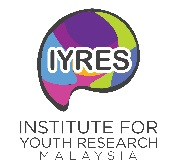 IYRES
INSTITUTE FOR
YOUTH RESEARCH
MALAYSIA